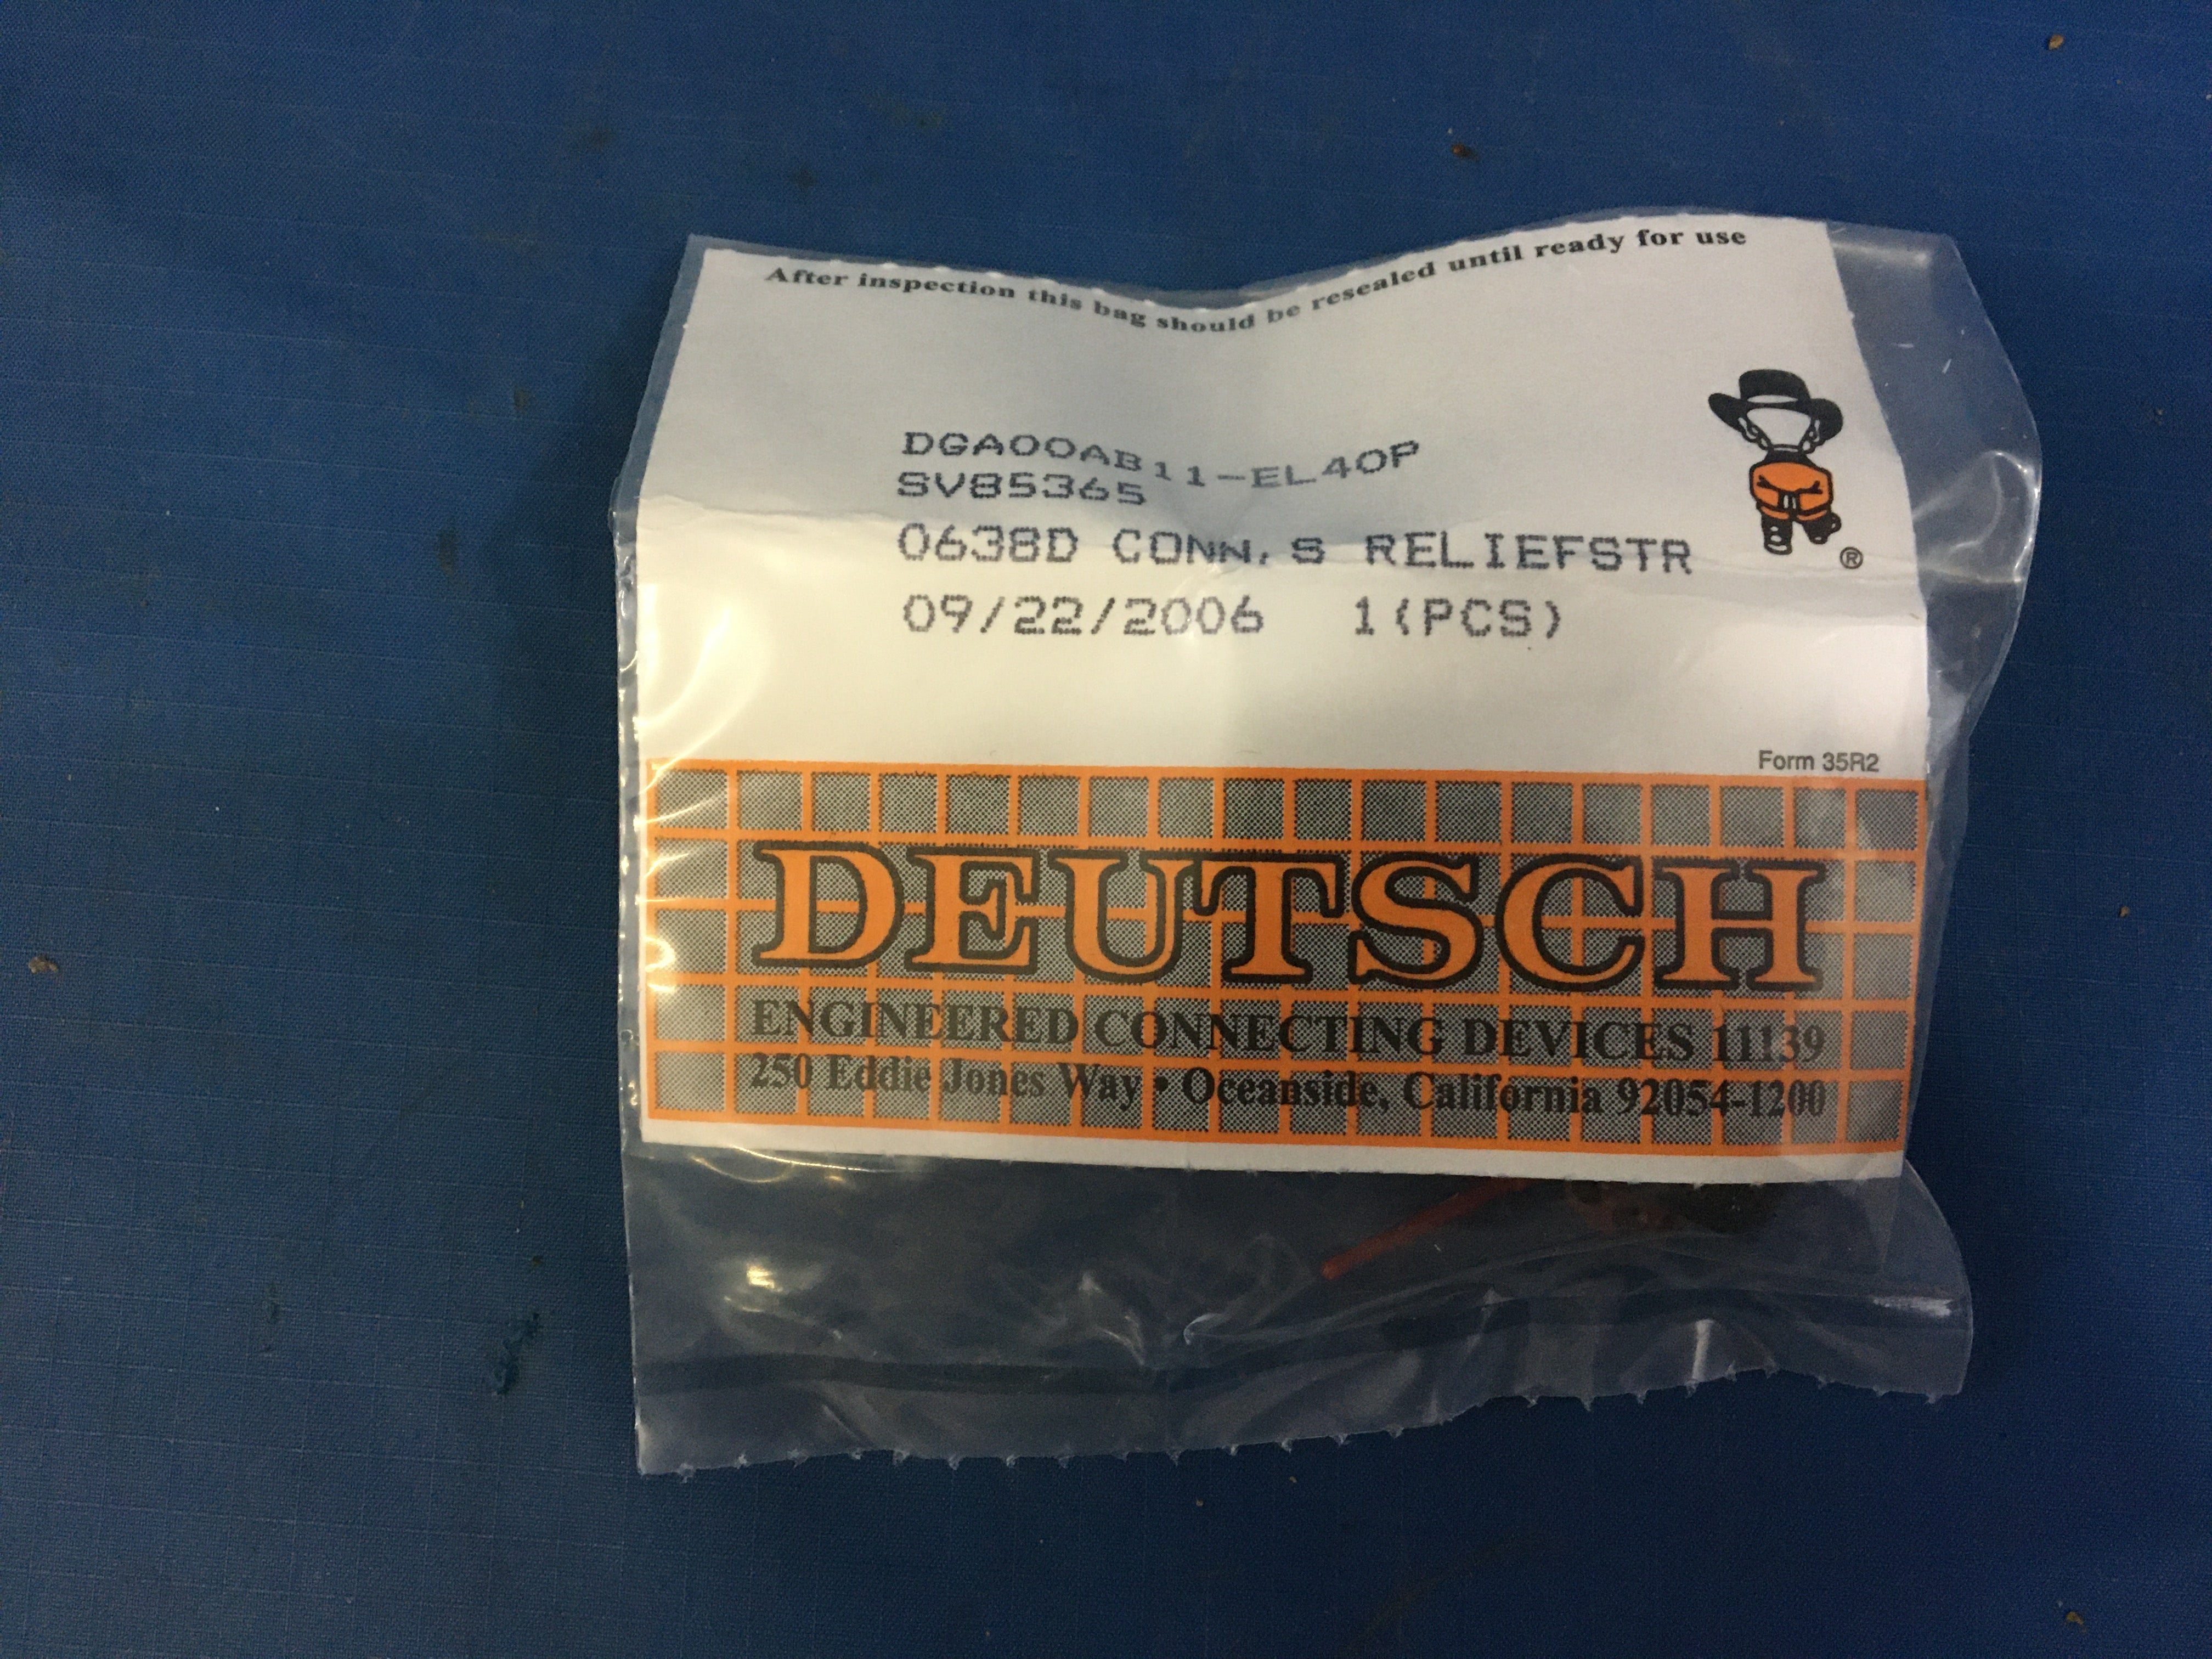 After inspection this bag should be resealed until ready for use
DGA00AB11-EL40P
SV85365
0638D CONN, S RELIEFSTR
09/22/2006 1(PCS)
®
Form 35R2
DEUTSCH
ENGINEERED CONNECTING DEVICES 11139
250 Eddie Jones Way • Oceanside, California 92054-1200